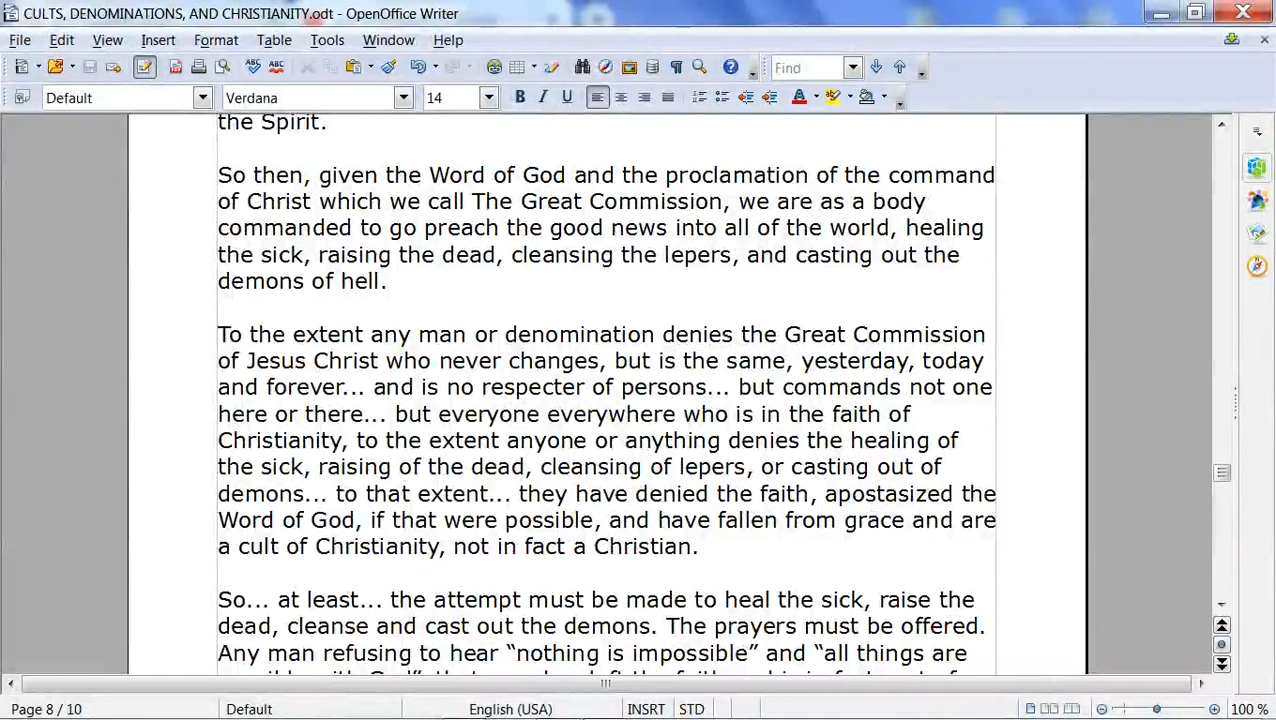 CULTS, DENOMINATIONS, AND CHRISTIANITY.odt - OpenOffice Writer
File Edit View Insert Format Table Tools Window Help
Find
Default Verdana 14
the Spirit.
So then, given the Word of God and the proclamation of the command
of Christ which we call The Great Commission, we are as a body
commanded to go preach the good news into all of the world, healing
the sick, raising the dead, cleansing the lepers, and casting out the
demons of hell.
To the extent any man or denomination denies the Great Commission
of Jesus Christ who never changes, but is the same, yesterday, today
and forever... and is no respecter of persons... but commands not one
here or there... but everyone everywhere who is in the faith of
Christianity, to the extent anyone or anything denies the healing of
the sick, raising of the dead, cleansing of lepers, or casting out of
demons... to that extent... they have denied the faith, apostasized the
Word of God, if that were possible, and have fallen from grace and are
a cult of Christianity, not in fact a Christian.
So... at least... the attempt must be made to heal the sick, raise the
dead, cleanse and cast out the demons. The prayers must be offered.
Any man refusing to hear “nothing is impossible” and “all things are
Page 8 / 10 Default English (USA) INSRT STD 100 %